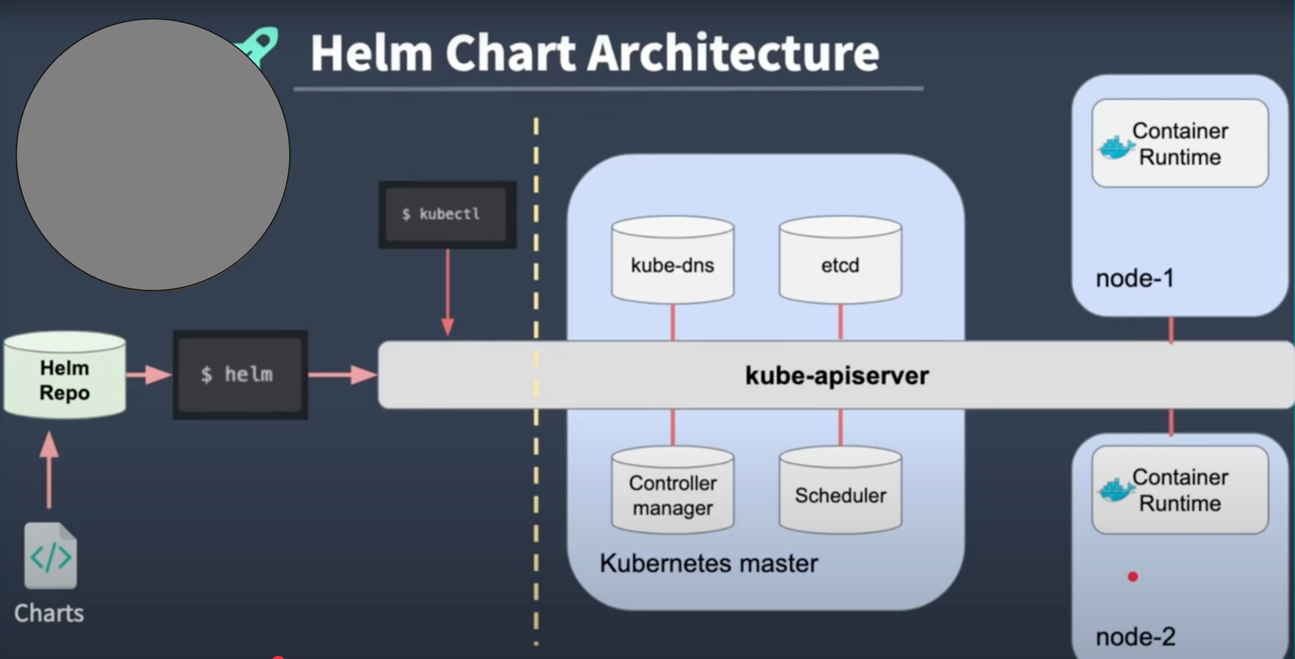 Helm Chart Architecture
Container
Runtime
node-1
$ kubectl
kube-dns
etcd
Helm
Repo
$ helm
kube-apiserver
Controller
manager
Scheduler
Kubernetes master
Container
Runtime
node-2
</>
Charts